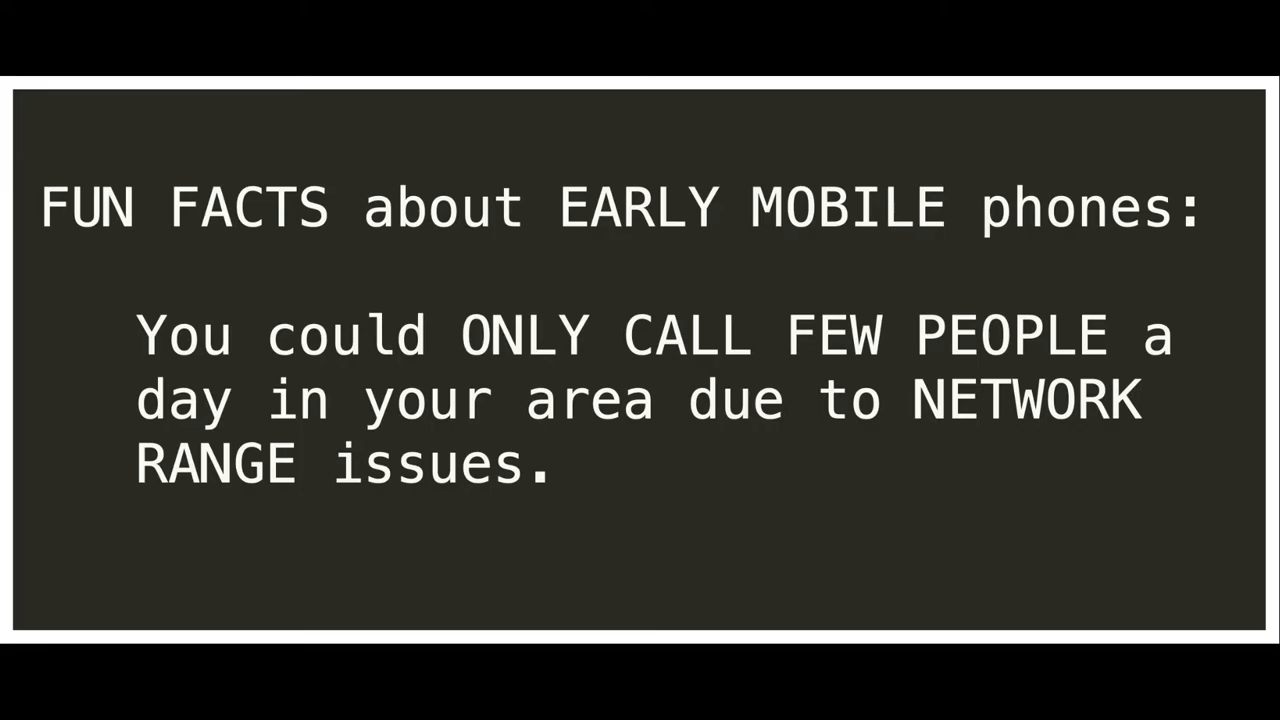 FUN FACTS about EARLY MOBILE phones:
You could ONLY CALL FEW PEOPLE a
day in your area due to NETWORK
RANGE issues.